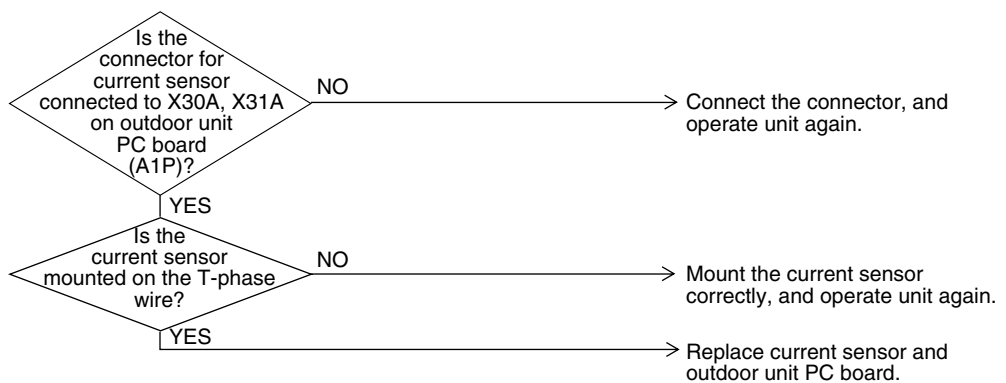 Is the
connector for
current sensor
connected to X30A, X31A
on outdoor unit
PC board
(A1P)?
NO
Connect the connector, and
operate unit again.
YES
Is the
current sensor
mounted on the T-phase
wire?
NO
Mount the current sensor
correctly, and operate unit again.
YES
Replace current sensor and
outdoor unit PC board.